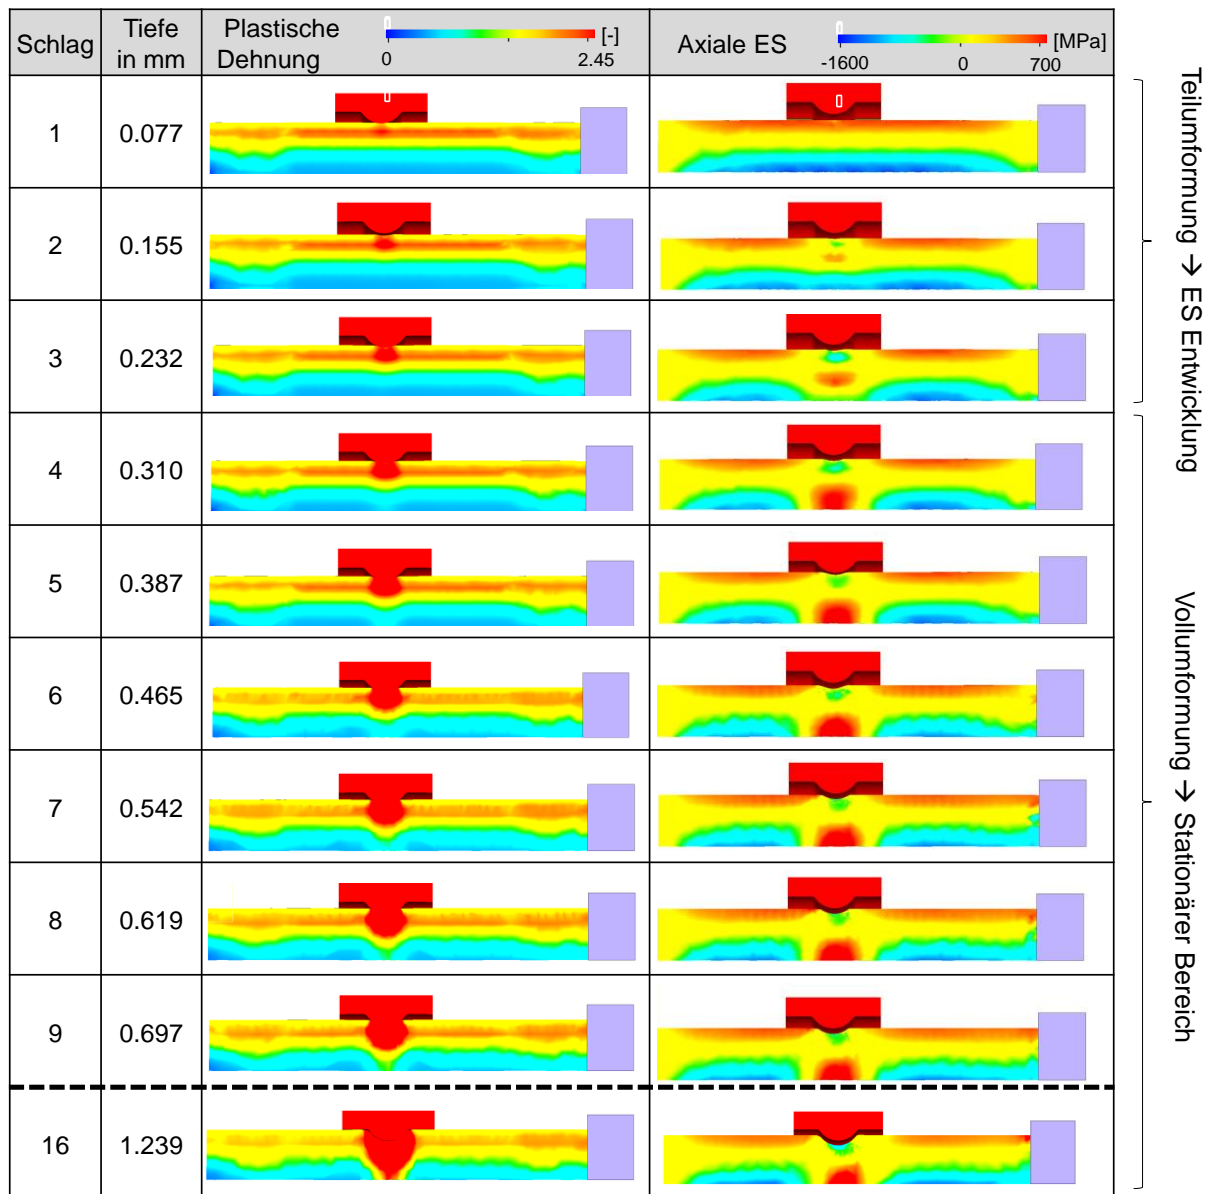 Schlag
Tiefe
in mm
Plastische
Dehnung
[-]
0
2.45
Axiale ES
[MPa]
-1600
0
700
1
0.077
2
0.155
3
0.232
4
0.310
5
0.387
6
0.465
7
0.542
8
0.619
9
0.697
16
1.239
Teilumformung → ES Entwicklung
Vollumformung → Stationärer Bereich